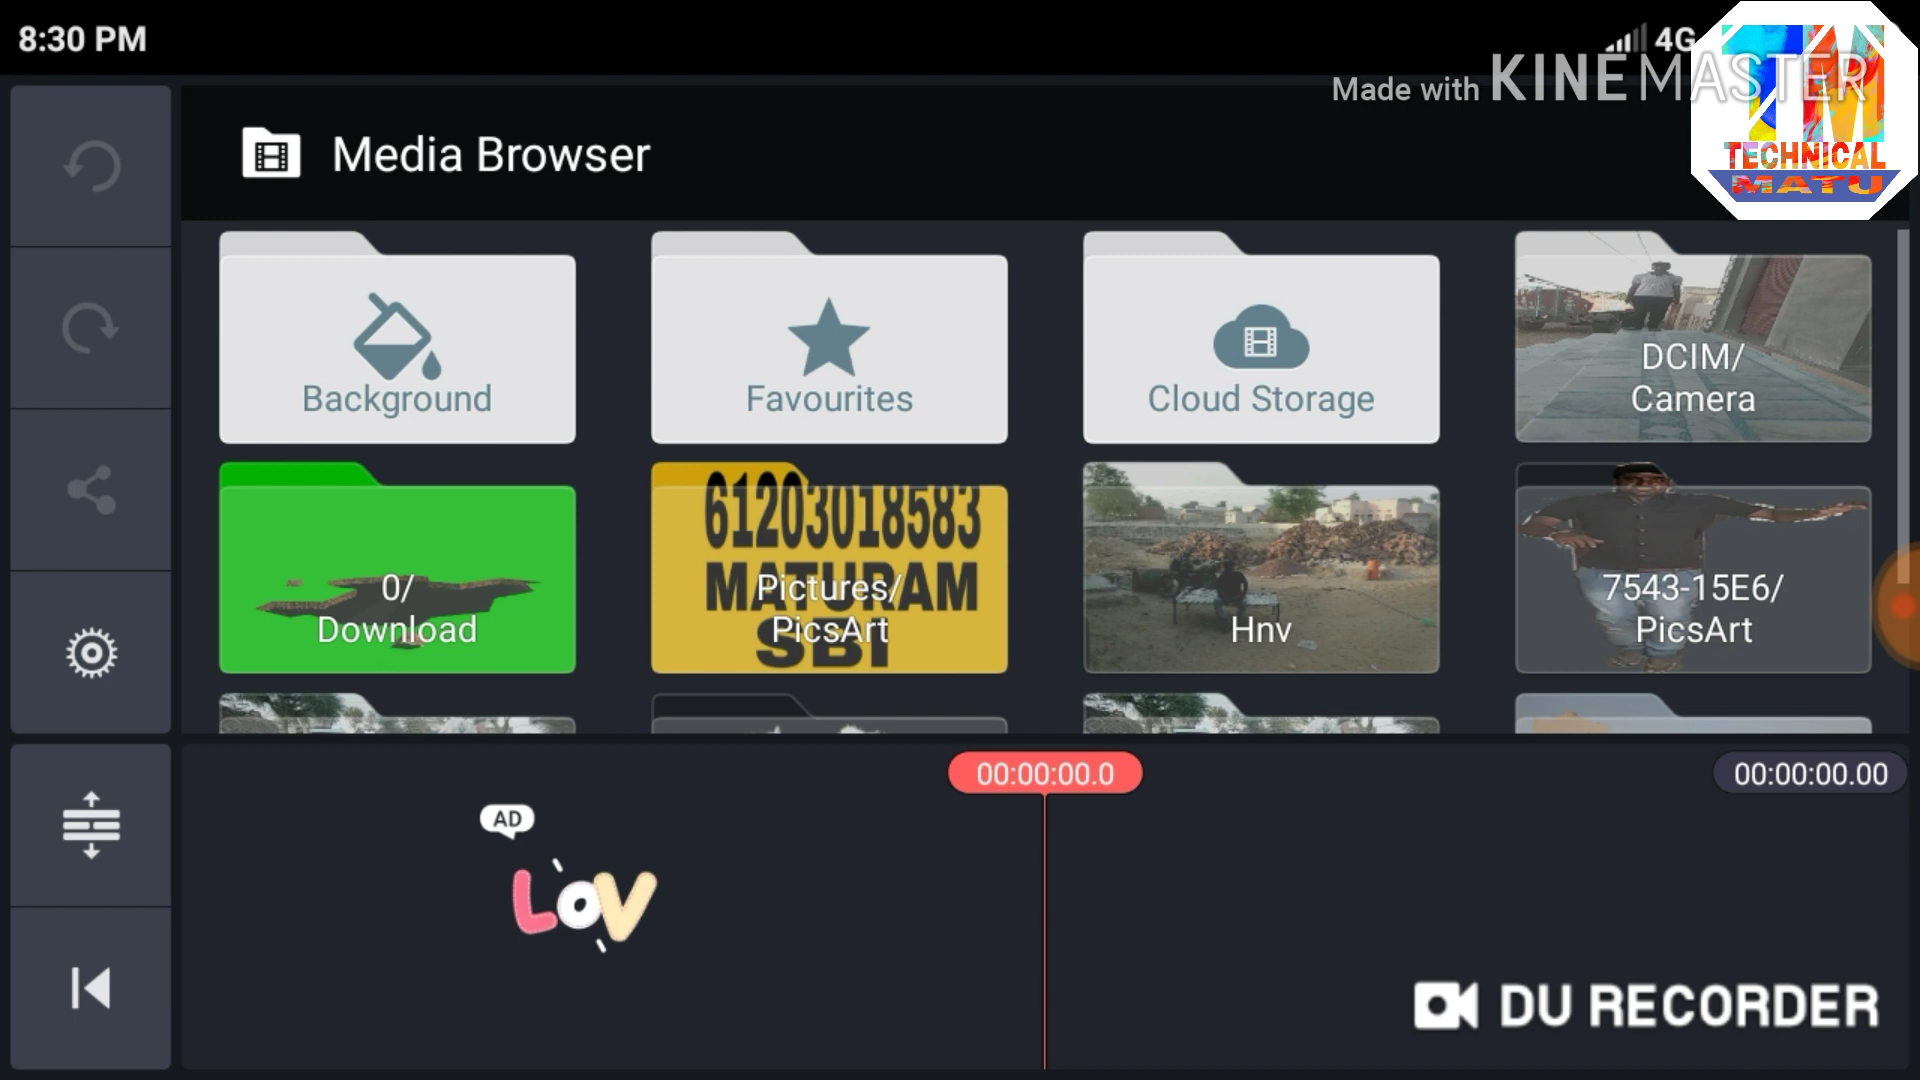 8:30 PM
4G
Made with KINEMASTER
TM
TECHNICAL
MATU
Media Browser
Background
Favourites
Cloud Storage
DCIM/
Camera
61203018583
MATURAM
SBI
0/
Download
Pictures/
PicsArt
Hnv
7543-15E6/
PicsArt
00:00:00.0
00:00:00.00
AD
LOV
DU RECORDER